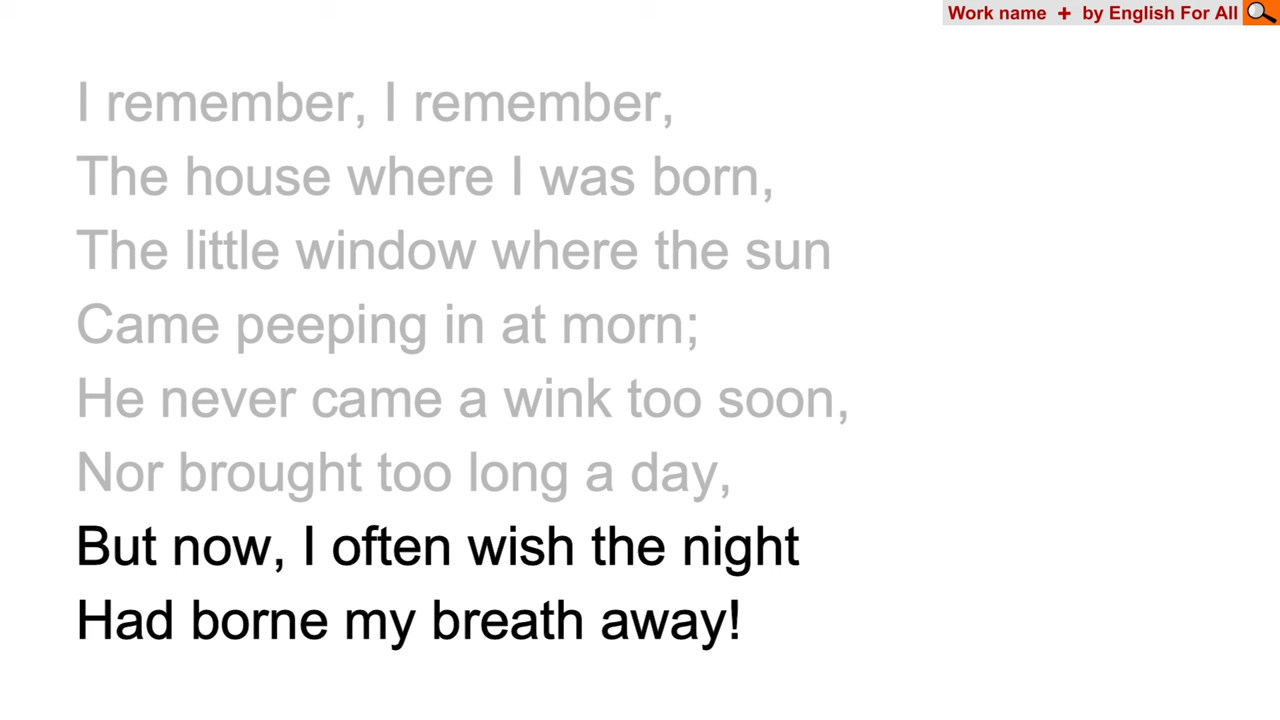 Work name + by English For All
I remember, I remember,
The house where I was born,
The little window where the sun
Came peeping in at morn;
He never came a wink too soon,
Nor brought too long a day,
But now, I often wish the night
Had borne my breath away!